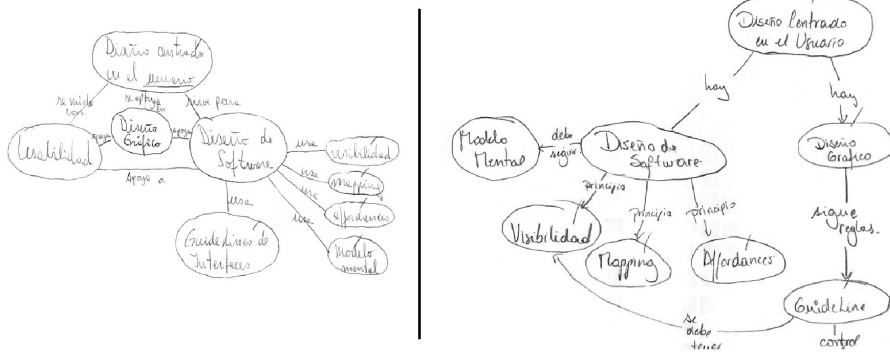 Diseño centrado
en el usuario
se mide
con
se apoya
en
sirve para
Usabilidad
apoya
Diseño
Gráfico
apoya
Diseño de
Software
Apoya a
usa
visibilidad
usa
mapping
usa
affordances
usa
modelo
mental
usa
GuideLines de
Interfaces
Diseño Centrado
en el Usuario
hay
hay
Modelo
Mental
debe
seguir
Diseño de
Software
Diseño
Grafico
principio
principio
principio
Visibilidad
Mapping
Affordances
sigue
reglas.
GuideLine
se
debe
tener
control